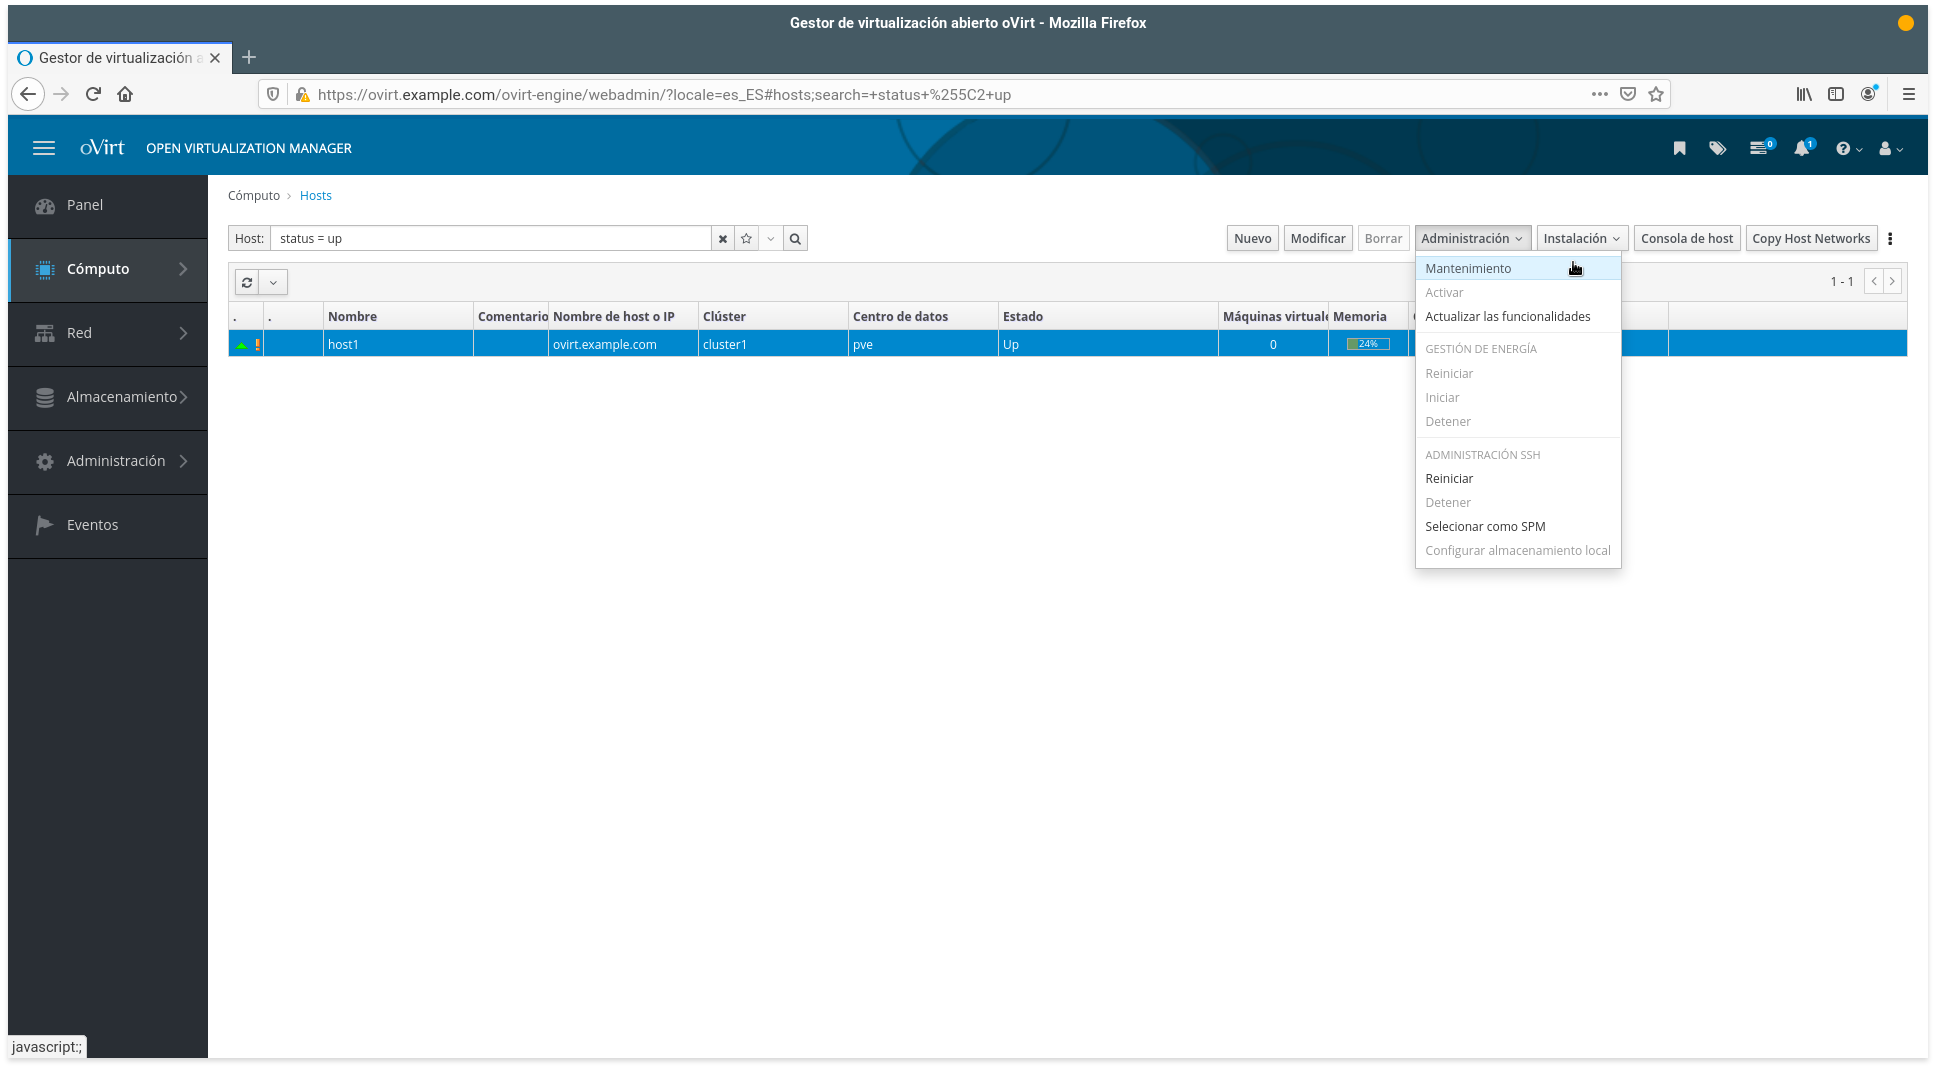 Gestor de virtualización abierto oVirt - Mozilla Firefox
Gestor de virtualización a
https://ovirt.example.com/ovirt-engine/webadmin/?locale=es_ES#hosts;search=+status+%255C2+up
oVirt OPEN VIRTUALIZATION MANAGER 0 1
Panel
Cómputo
Red
Almacenamiento
Administración
Eventos
Cómputo > Hosts
Host: status = up
Nuevo Modificar Borrar Administración Instalación Consola de host Copy Host Networks
1 - 1
. . Nombre Comentario Nombre de host o IP Clúster Centro de datos Estado Máquinas virtuale Memoria
host1 ovirt.example.com cluster1 pve Up 0 24%
Mantenimiento
Activar
Actualizar las funcionalidades
GESTIÓN DE ENERGÍA
Reiniciar
Iniciar
Detener
ADMINISTRACIÓN SSH
Reiniciar
Detener
Selecionar como SPM
Configurar almacenamiento local
javascript:;